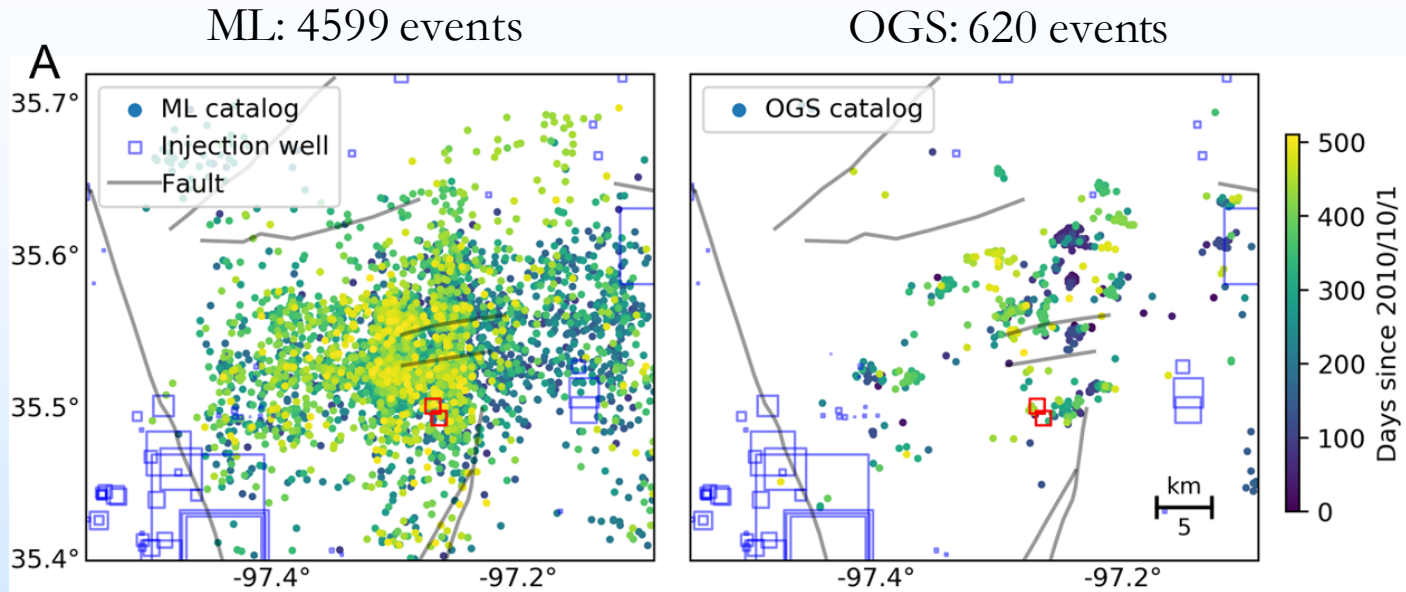 ML: 4599 events
OGS: 620 events
A
ML catalog
Injection well
Fault
OGS catalog
35.7°
35.6°
35.5°
35.4°
-97.4°
-97.2°
-97.4°
-97.2°
km
5
500
400
300
200
100
0
Days since 2010/10/1